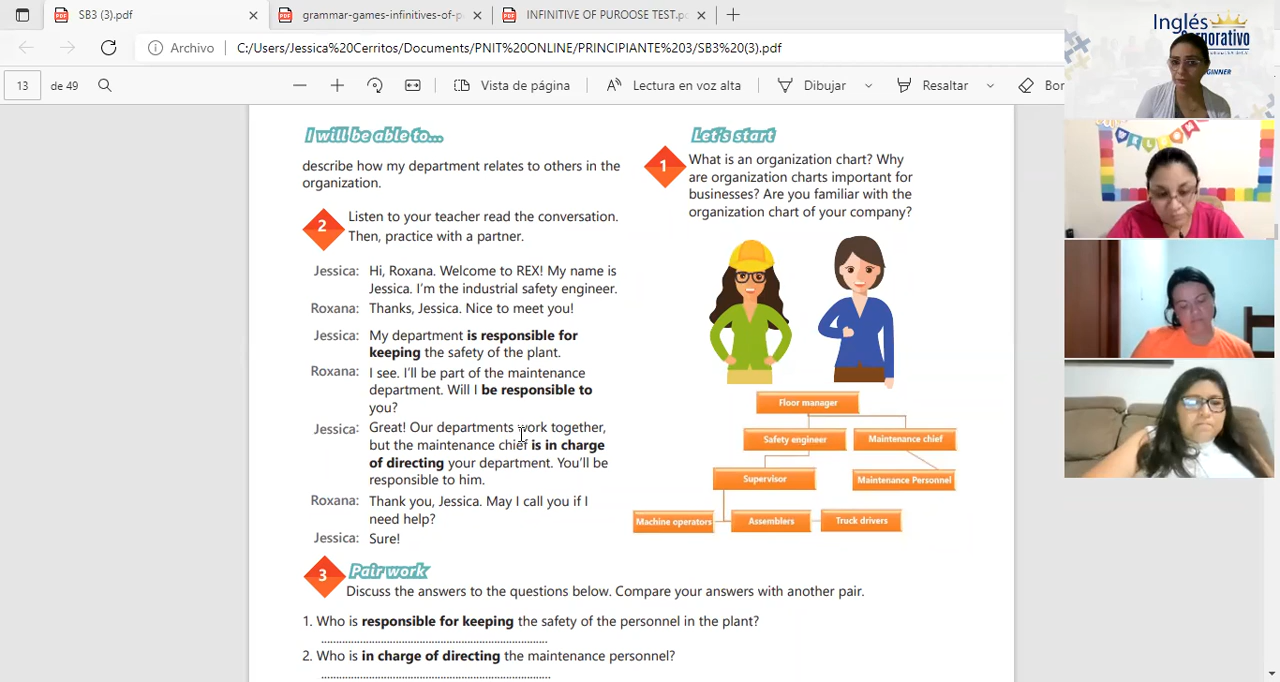 SB3 (3).pdf
grammar-games-infinitives-of-p
INFINITIVE OF PUROOSE TEST.pd
Archivo
C:/Users/Jessica%20Cerritos/Documents/PNIT%20ONLINE/PRINCIPIANTE%203/SB3%20(3).pdf
13 de 49
Vista de página
Lectura en voz alta
Dibujar
Resaltar
Bor
Inglés
Corporativo
I will be able to...
describe how my department relates to others in the
organization.
2
Listen to your teacher read the conversation.
Then, practice with a partner.
Jessica: Hi, Roxana. Welcome to REX! My name is
Jessica. I'm the industrial safety engineer.
Roxana: Thanks, Jessica. Nice to meet you!
Jessica: My department is responsible for
keeping the safety of the plant.
Roxana: I see. I'll be part of the maintenance
department. Will I be responsible to
you?
Jessica: Great! Our departments work together,
but the maintenance chief is in charge
of directing your department. You'll be
responsible to him.
Roxana: Thank you, Jessica. May I call you if I
need help?
Jessica: Sure!
Let's start
1
What is an organization chart? Why
are organization charts important for
businesses? Are you familiar with the
organization chart of your company?
Floor manager
Safety engineer
Maintenance chief
Supervisor
Maintenance Personnel
Machine operators
Assemblers
Truck drivers
3
Pair work
Discuss the answers to the questions below. Compare your answers with another pair.
1. Who is responsible for keeping the safety of the personnel in the plant?
2. Who is in charge of directing the maintenance personnel?